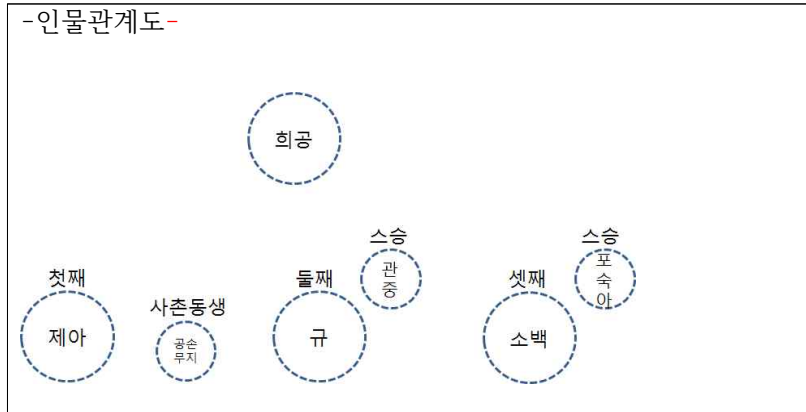 -인물관계도-
희공
스승
관
중
스승
포
숙
아
첫째
제아
사촌동생
공손
무지
둘째
규
셋째
소백